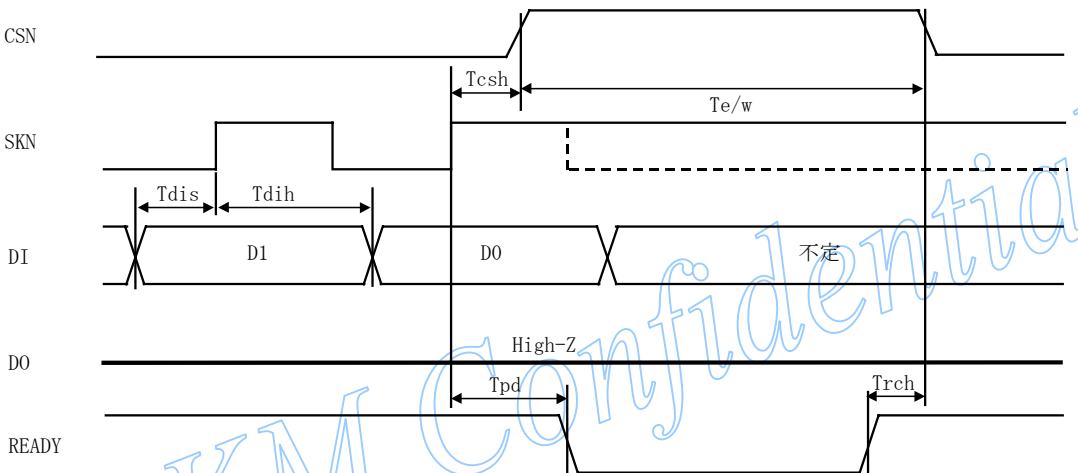 CSN
Tcsh
Te/w
SKN
Tdis
Tdih
DI
D1
D0
不定
High-Z
DO
Tpd
Trch
READY
KM Confidential